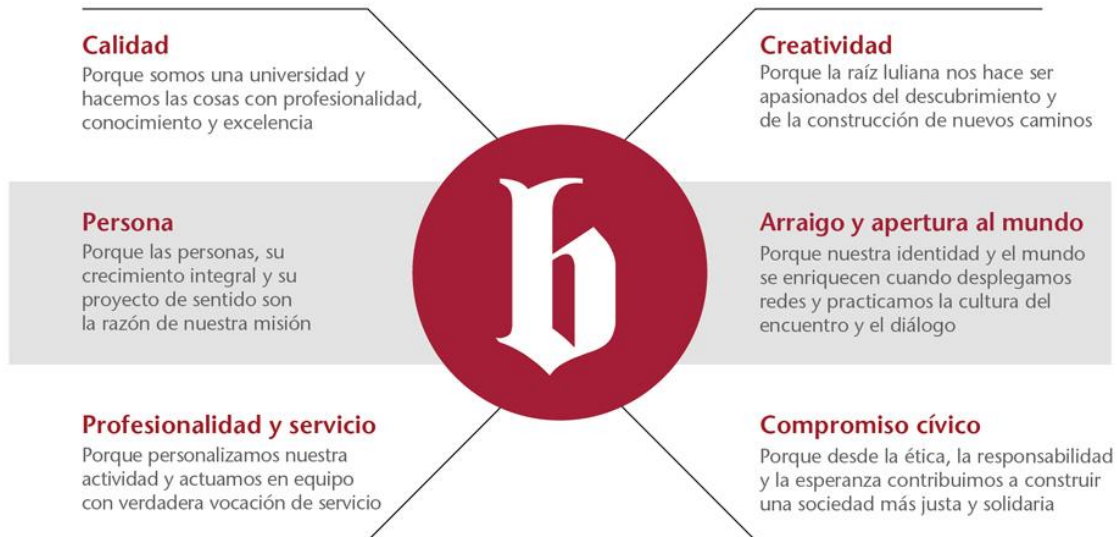 Calidad
Porque somos una universidad y
hacemos las cosas con profesionalidad,
conocimiento y excelencia
Creatividad
Porque la raíz luliana nos hace ser
apasionados del descubrimiento y
de la construcción de nuevos caminos
Persona
Porque las personas, su
crecimiento integral y su
proyecto de sentido son
la razón de nuestra misión
b
Arraigo y apertura al mundo
Porque nuestra identidad y el mundo
se enriquecen cuando desplegamos
redes y practicamos la cultura del
encuentro y el diálogo
Profesionalidad y servicio
Porque personalizamos nuestra
actividad y actuamos en equipo
con verdadera vocación de servicio
Compromiso cívico
Porque desde la ética, la responsabilidad
y la esperanza contribuimos a construir
una sociedad más justa y solidaria